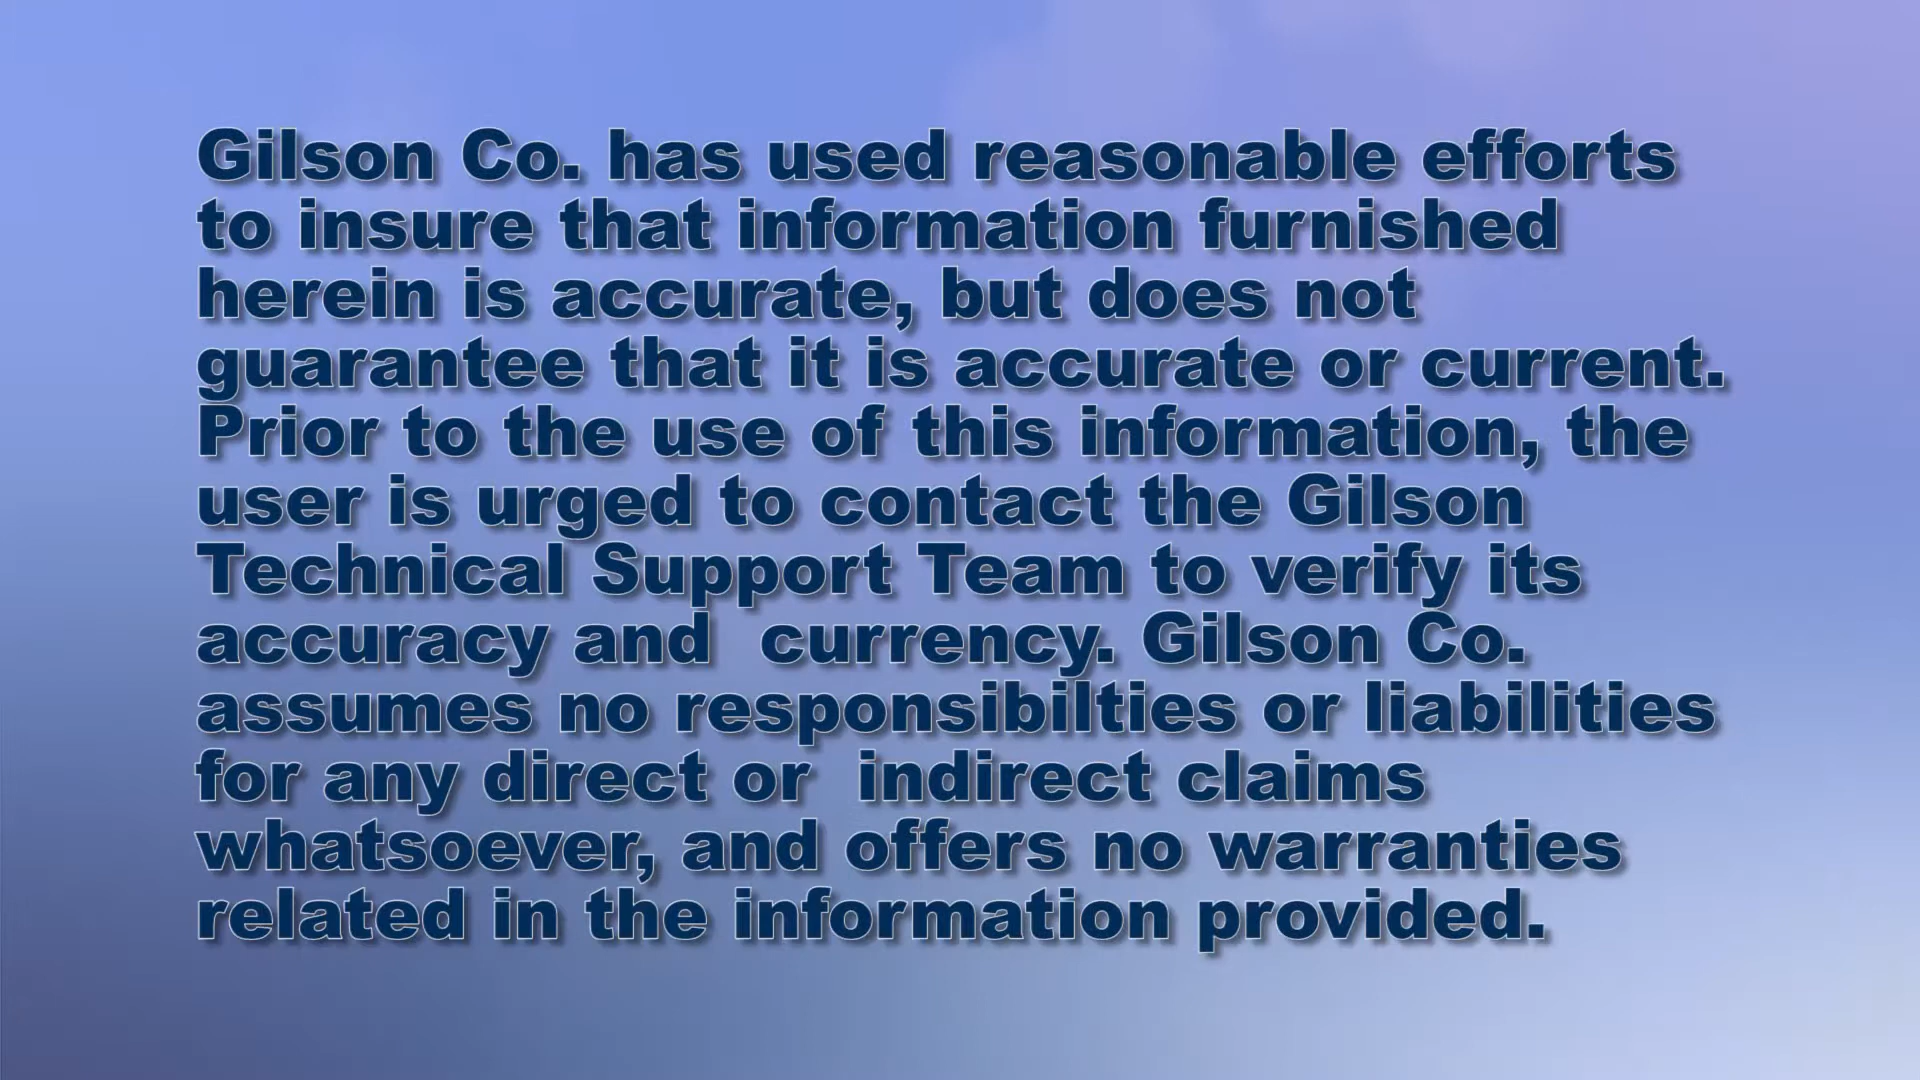 Gilson Co. has used reasonable efforts
to insure that information furnished
herein is accurate, but does not
guarantee that it is accurate or current.
Prior to the use of this information, the
user is urged to contact the Gilson
Technical Support Team to verify its
accuracy and  currency. Gilson Co.
assumes no responsibilties or liabilities
for any direct or  indirect claims
whatsoever, and offers no warranties
related in the information provided.